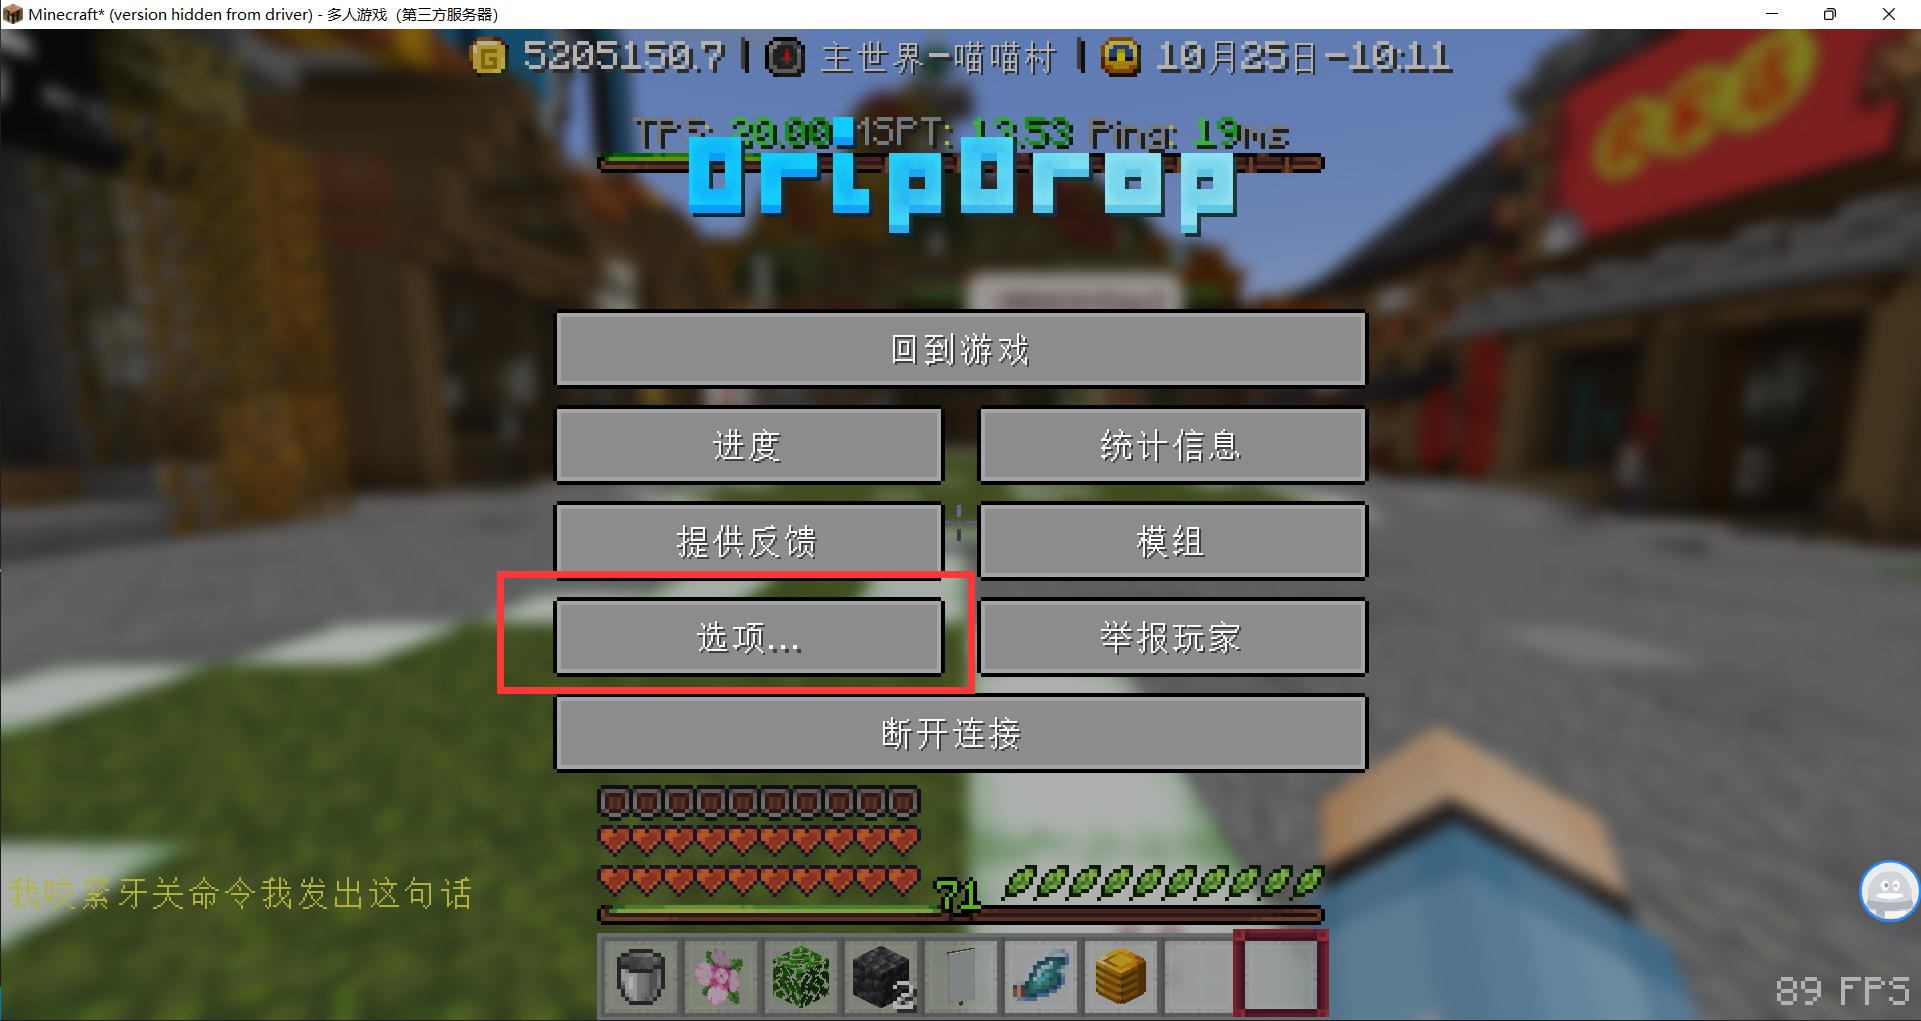 Minecraft* (version hidden from driver) - 多人游戏 (第三方服务器)
5205150.7 | 主世界-喵喵村 | 10月25日-10:11
TPS: 20.00 MSPT: 13.53 Ping: 19ms
DripDrop
回到游戏
进度 统计信息
提供反馈 模组
选项... 举报玩家
断开连接
我咬紧牙关命令我发出这句话
71
2
89 FPS